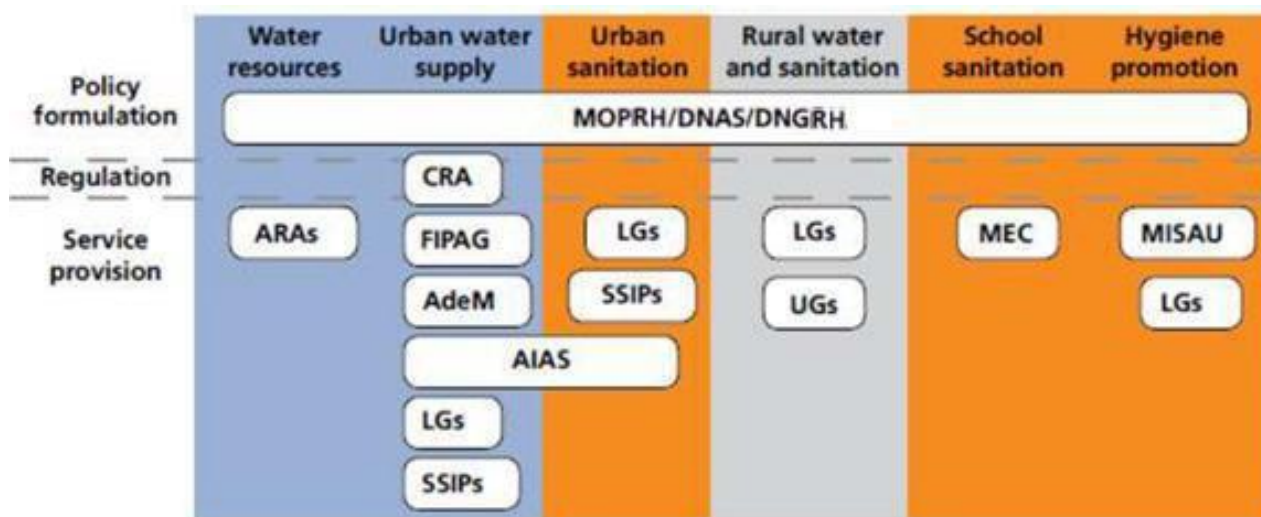 Water resources
Urban water supply
Urban sanitation
Rural water and sanitation
School sanitation
Hygiene promotion
Policy formulation
MOPRH/DNAS/DNGRH
Regulation
CRA
Service provision
ARAs
FIPAG
LGs
LGs
MEC
MISAU
AdeM
SSIPs
UGs
LGs
AIAS
LGs
SSIPs